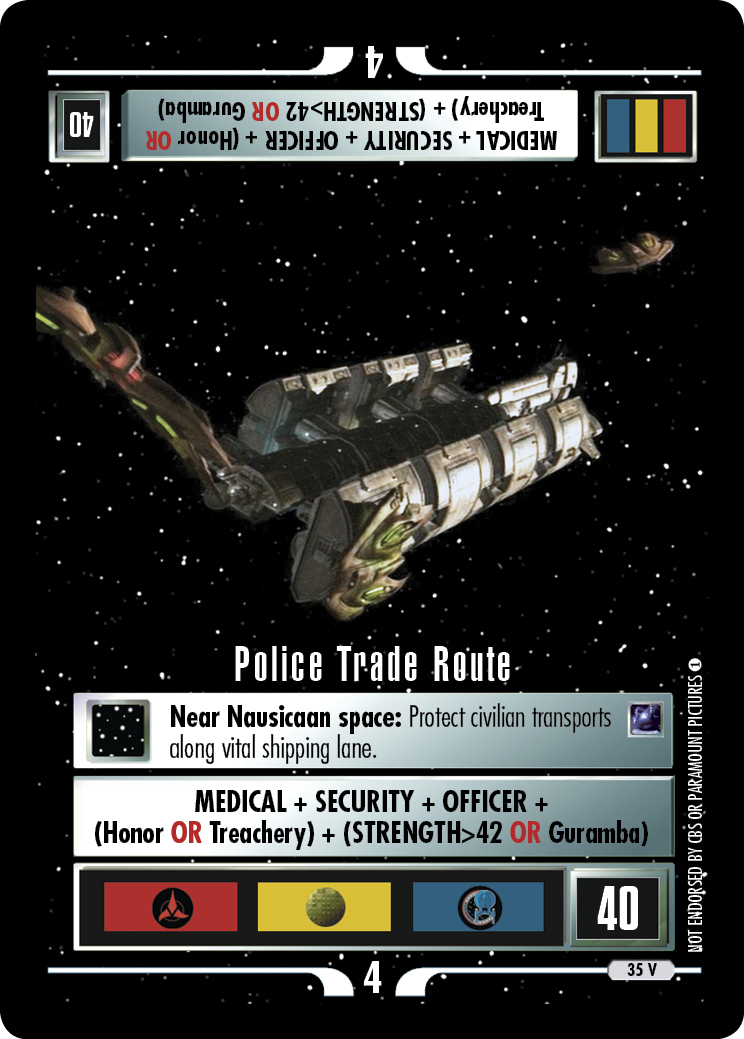 4
40
MEDICAL + SECURITY + OFFICER + (Honor OR
Treachery) + (STRENGTH>42 OR Guramba)
Police Trade Route
Near Nausicaan space: Protect civilian transports
along vital shipping lane.
MEDICAL + SECURITY + OFFICER +
(Honor OR Treachery) + (STRENGTH>42 OR Guramba)
40
4
35 V
NOT ENDORSED BY CBS OR PARAMOUNT PICTURES 1